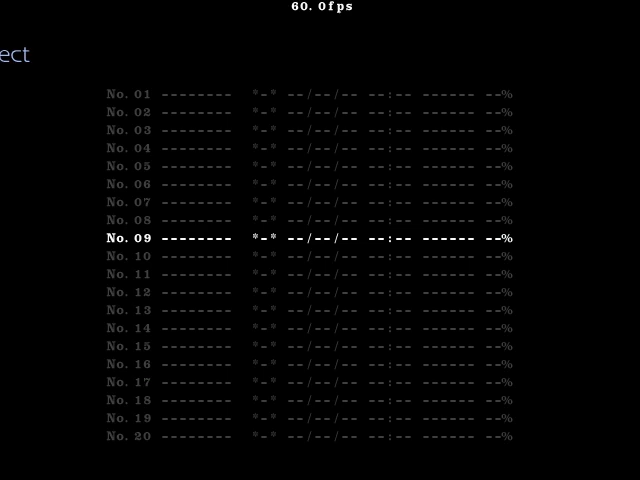 60.0fps
ect
No. 01 -------- *-* --/--/-- --:-- ------ --%
No. 02 -------- *-* --/--/-- --:-- ------ --%
No. 03 -------- *-* --/--/-- --:-- ------ --%
No. 04 -------- *-* --/--/-- --:-- ------ --%
No. 05 -------- *-* --/--/-- --:-- ------ --%
No. 06 -------- *-* --/--/-- --:-- ------ --%
No. 07 -------- *-* --/--/-- --:-- ------ --%
No. 08 -------- *-* --/--/-- --:-- ------ --%
No. 09 -------- *-* --/--/-- --:-- ------ --%
No. 10 -------- *-* --/--/-- --:-- ------ --%
No. 11 -------- *-* --/--/-- --:-- ------ --%
No. 12 -------- *-* --/--/-- --:-- ------ --%
No. 13 -------- *-* --/--/-- --:-- ------ --%
No. 14 -------- *-* --/--/-- --:-- ------ --%
No. 15 -------- *-* --/--/-- --:-- ------ --%
No. 16 -------- *-* --/--/-- --:-- ------ --%
No. 17 -------- *-* --/--/-- --:-- ------ --%
No. 18 -------- *-* --/--/-- --:-- ------ --%
No. 19 -------- *-* --/--/-- --:-- ------ --%
No. 20 -------- *-* --/--/-- --:-- ------ --%